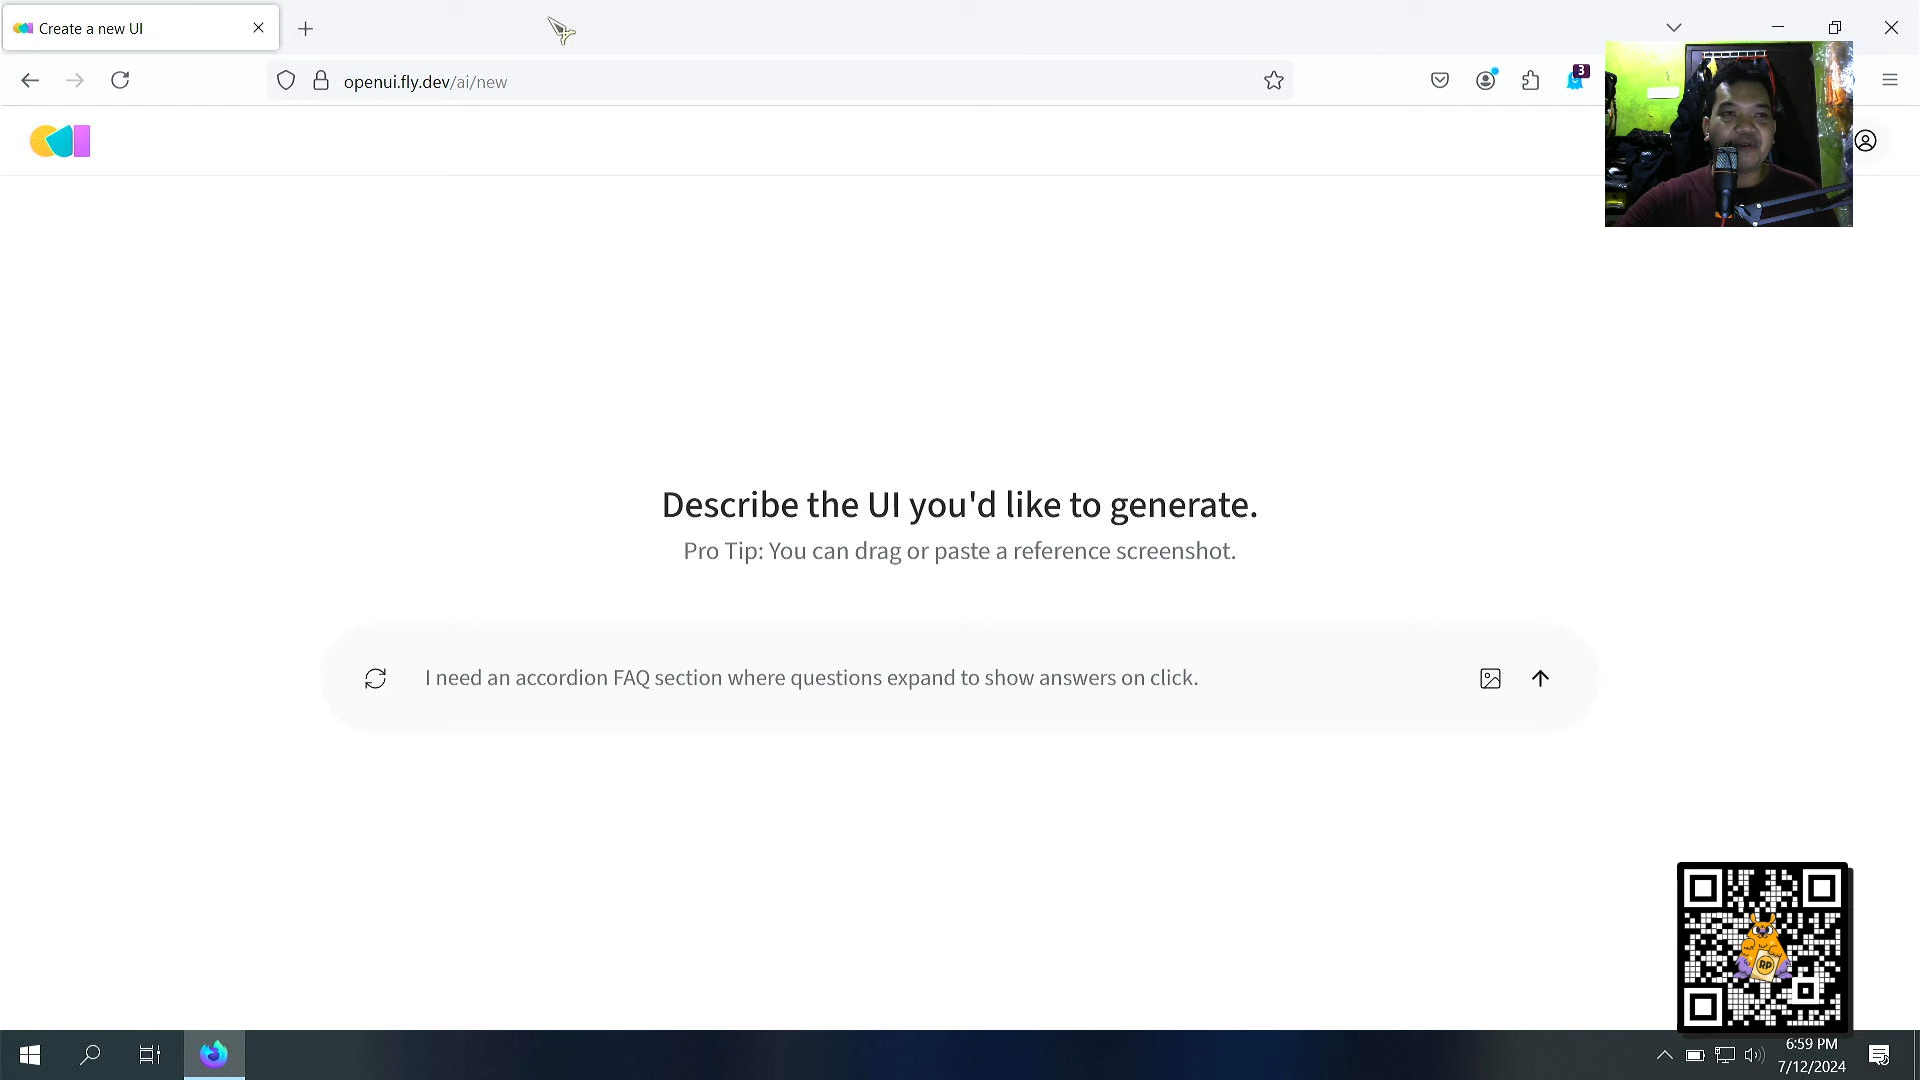 Create a new UI
openui.fly.dev/ai/new
3
Describe the UI you'd like to generate.
Pro Tip: You can drag or paste a reference screenshot.
I need an accordion FAQ section where questions expand to show answers on click.
RP
6:59 PM
7/12/2024